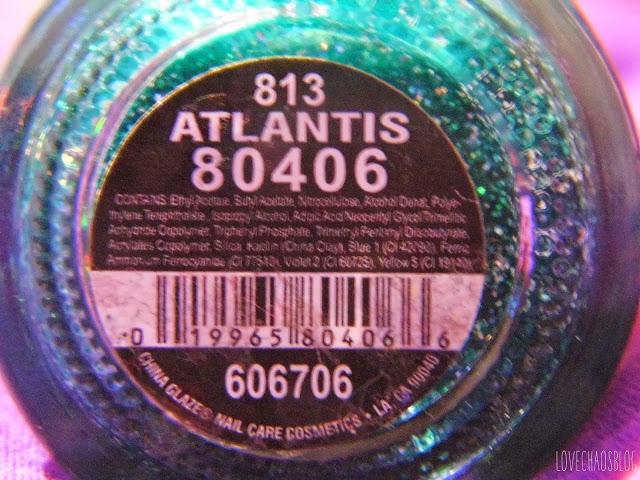 813
ATLANTIS
80406
CONTAINS: Ethyl Acetate, Butyl Acetate, Nitrocellulose, Alcohol Denat, Polye-
thylene Terephthalate, Isopropyl Alcohol, Adipic Acid/Neopentyl Glycol/Trimellitic
Anhydride Copolymer, Triphenyl Phosphate, Trimethyl Pentanyl Diisobutyrate,
Acrylates Copolymer, Silica, Kaolin (China Clay), Blue 1 (CI 42090), Ferric
Ammonium Ferrocyanide (CI 77510), Violet 2 (CI 60725), Yellow 5 (CI 19140)
0 19965 80406 6
606706
CHINA GLAZE® NAIL CARE COSMETICS - LA, CA 90040
LOVECHAOSBLOG